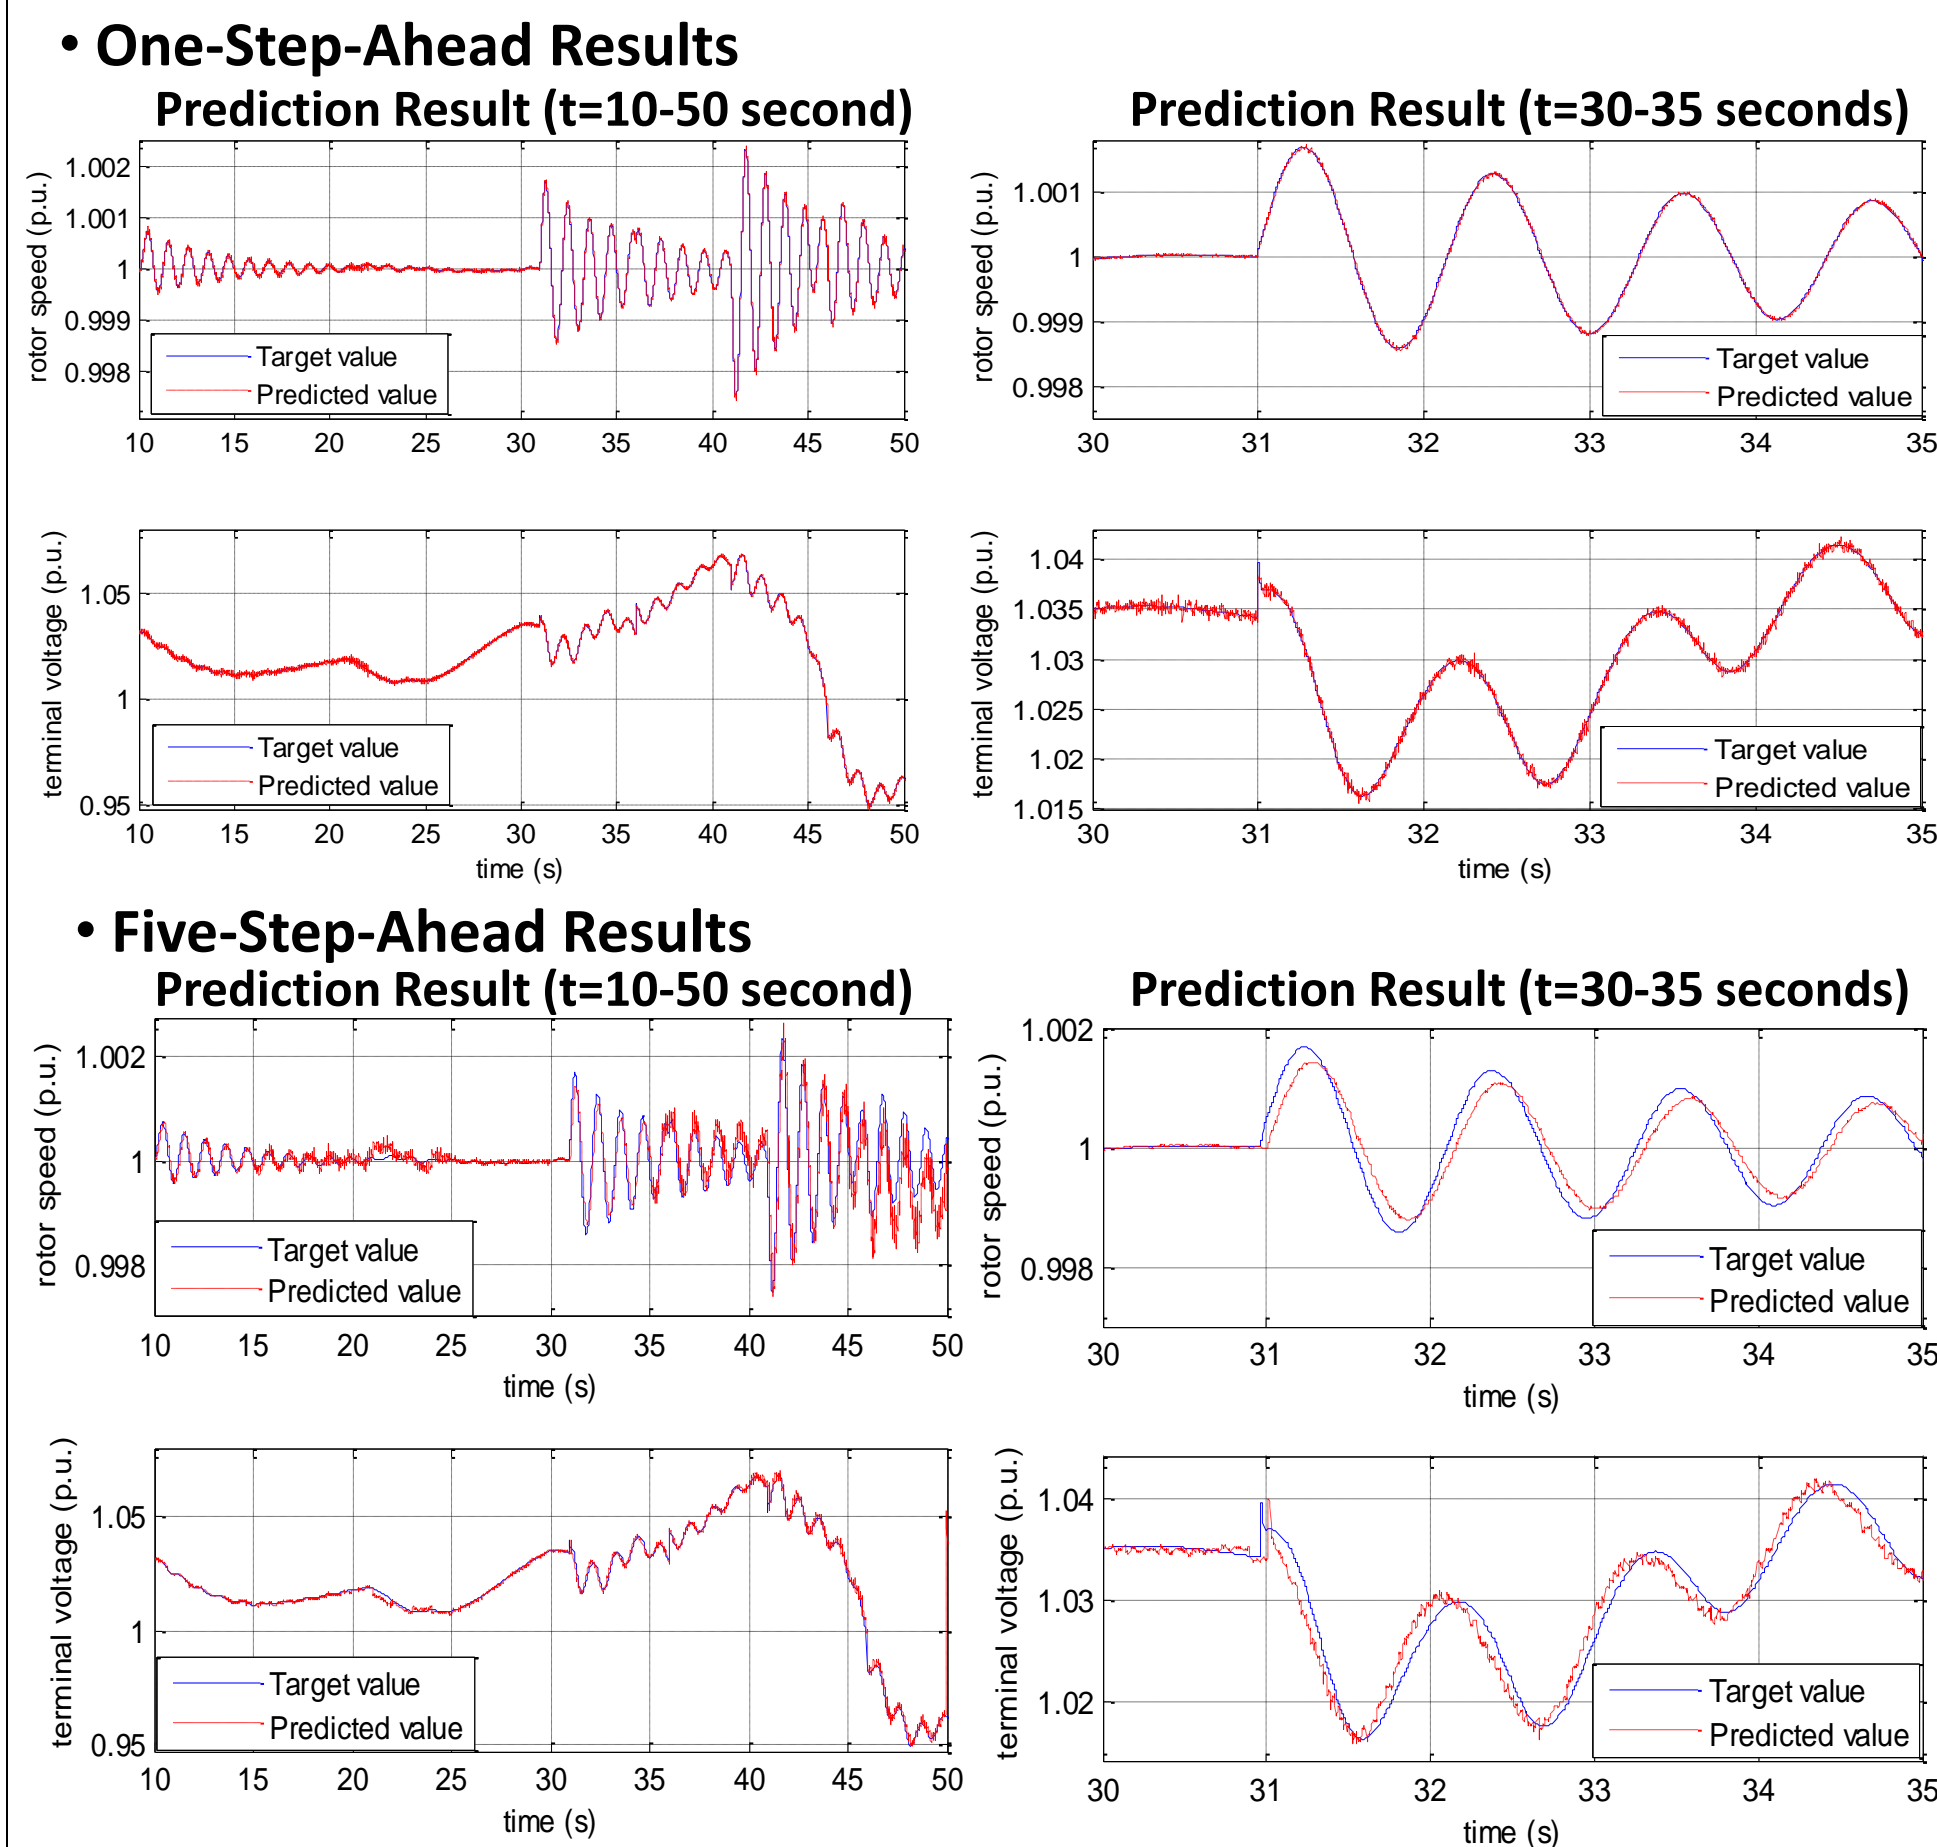 • One-Step-Ahead Results
Prediction Result (t=10-50 second)
rotor speed (p.u.)
1.002
1.001
1
0.999
0.998
Target value
Predicted value
10 15 20 25 30 35 40 45 50
Prediction Result (t=30-35 seconds)
rotor speed (p.u.)
1.001
1
0.999
0.998
Target value
Predicted value
30 31 32 33 34 35
terminal voltage (p.u.)
1.05
1
0.95
Target value
Predicted value
10 15 20 25 30 35 40 45 50
time (s)
terminal voltage (p.u.)
1.04
1.035
1.03
1.025
1.02
1.015
Target value
Predicted value
30 31 32 33 34 35
time (s)
• Five-Step-Ahead Results
Prediction Result (t=10-50 second)
rotor speed (p.u.)
1.002
1
0.998
Target value
Predicted value
10 15 20 25 30 35 40 45 50
time (s)
Prediction Result (t=30-35 seconds)
rotor speed (p.u.)
1.002
1
0.998
Target value
Predicted value
30 31 32 33 34 35
time (s)
terminal voltage (p.u.)
1.05
1
0.95
Target value
Predicted value
10 15 20 25 30 35 40 45 50
time (s)
terminal voltage (p.u.)
1.04
1.03
1.02
Target value
Predicted value
30 31 32 33 34 35
time (s)